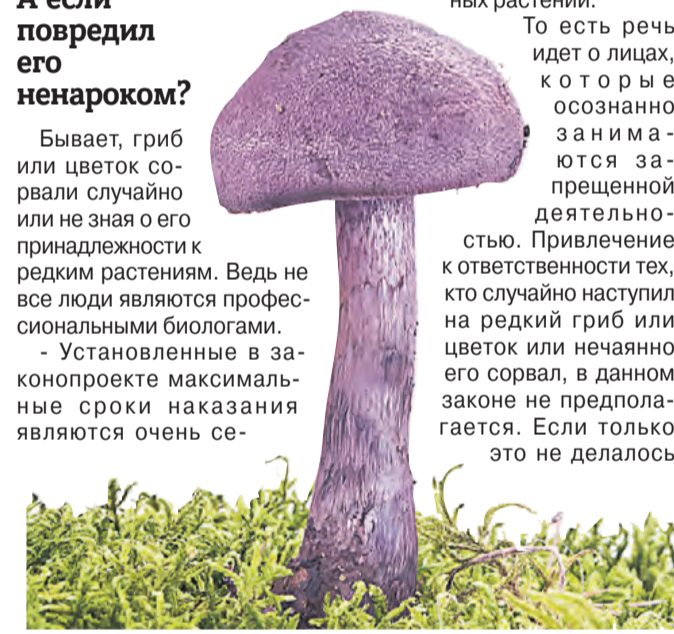 А если
повредил
его
ненароком?
Бывает, гриб
или цветок со-
рвали случайно
или не зная о его
принадлежности к
редким растениям. Ведь не
все люди являются профес-
сиональными биологами.
- Установленные в за-
конопроекте максималь-
ные сроки наказания
являются очень се-
ных растений.
То есть речь
идет о лицах,
которые
осознанно
занима-
ются за-
прещенной
деятельно-
стью. Привлечение
к ответственности тех,
кто случайно наступил
на редкий гриб или
цветок или нечаянно
его сорвал, в данном
законе не предпола-
гается. Если только
это не делалось